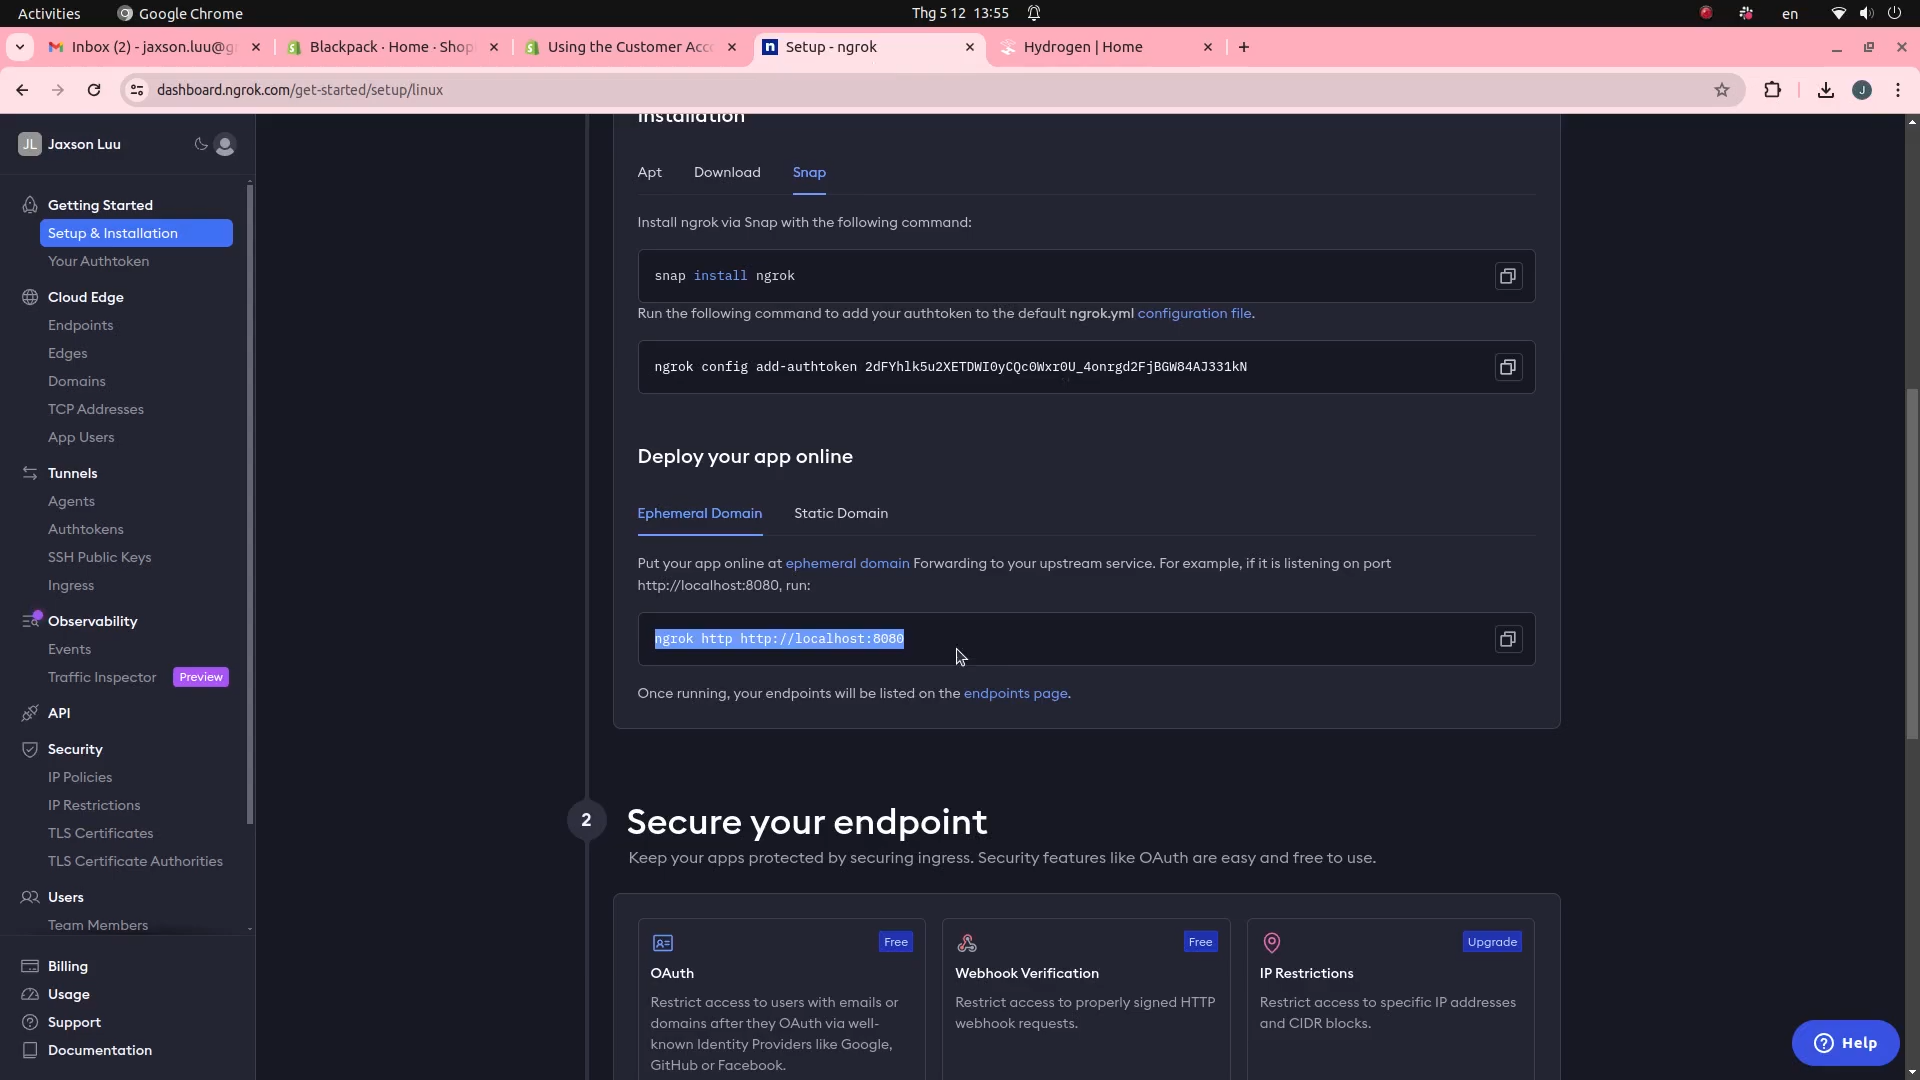 Activities
Google Chrome
Thg 5 12 13:55
en
Inbox (2) - jaxson.luu@g
Blackpack · Home · Shop
Using the Customer Acc
Setup - ngrok
Hydrogen | Home
dashboard.ngrok.com/get-started/setup/linux
J
JL
Jaxson Luu
Getting Started
Setup & Installation
Your Authtoken
Cloud Edge
Endpoints
Edges
Domains
TCP Addresses
App Users
Tunnels
Agents
Authtokens
SSH Public Keys
Ingress
Observability
Events
Traffic Inspector
Preview
API
Security
IP Policies
IP Restrictions
TLS Certificates
TLS Certificate Authorities
Users
Team Members
Billing
Usage
Support
Documentation
Installation
Apt
Download
Snap
Install ngrok via Snap with the following command:
snap install ngrok
Run the following command to add your authtoken to the default ngrok.yml configuration file.
ngrok config add-authtoken 2dFYhlk5u2XETDWI0yCQc0Wxr0U_4onrgd2FjBGW84AJ331kN
Deploy your app online
Ephemeral Domain
Static Domain
Put your app online at ephemeral domain Forwarding to your upstream service. For example, if it is listening on port
http://localhost:8080, run:
ngrok http http://localhost:8080
Once running, your endpoints will be listed on the endpoints page.
2
Secure your endpoint
Keep your apps protected by securing ingress. Security features like OAuth are easy and free to use.
Free
OAuth
Restrict access to users with emails or
domains after they OAuth via well-
known Identity Providers like Google,
GitHub or Facebook.
Free
Webhook Verification
Restrict access to properly signed HTTP
webhook requests.
Upgrade
IP Restrictions
Restrict access to specific IP addresses
and CIDR blocks.
Help